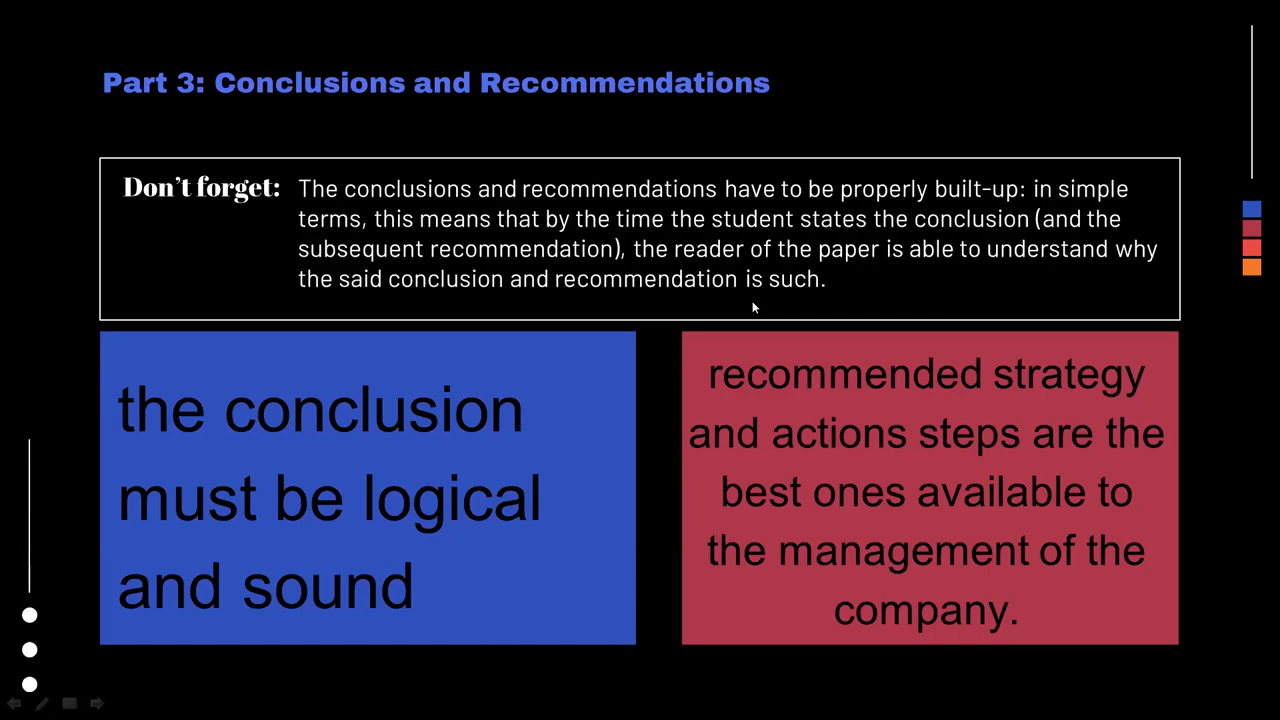 Part 3: Conclusions and Recommendations
Don’t forget: The conclusions and recommendations have to be properly built-up: in simple
terms, this means that by the time the student states the conclusion (and the
subsequent recommendation), the reader of the paper is able to understand why
the said conclusion and recommendation is such.
the conclusion
must be logical
and sound
recommended strategy
and actions steps are the
best ones available to
the management of the
company.